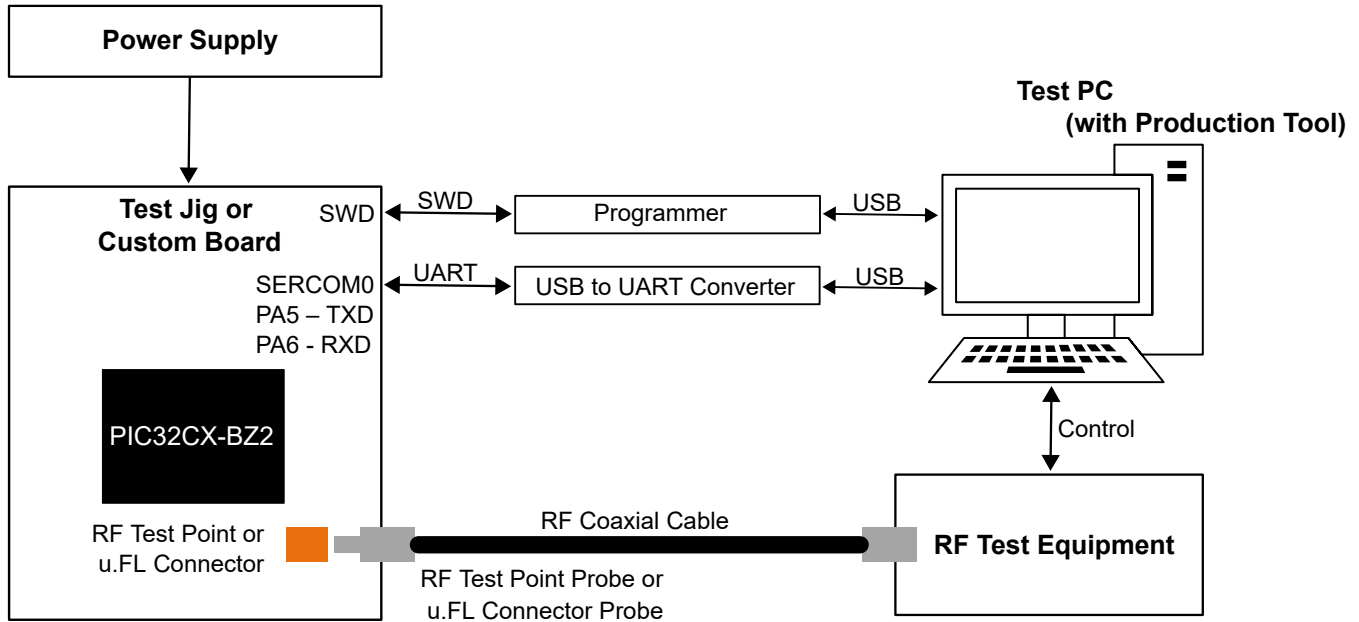 Power Supply
Test PC
(with Production Tool)
Test Jig or
Custom Board
SWD
SWD
Programmer
USB
SERCOM0
PA5 – TXD
PA6 - RXD
UART
USB to UART Converter
USB
PIC32CX-BZ2
Control
RF Test Point or
u.FL Connector
RF Coaxial Cable
RF Test Point Probe or
u.FL Connector Probe
RF Test Equipment